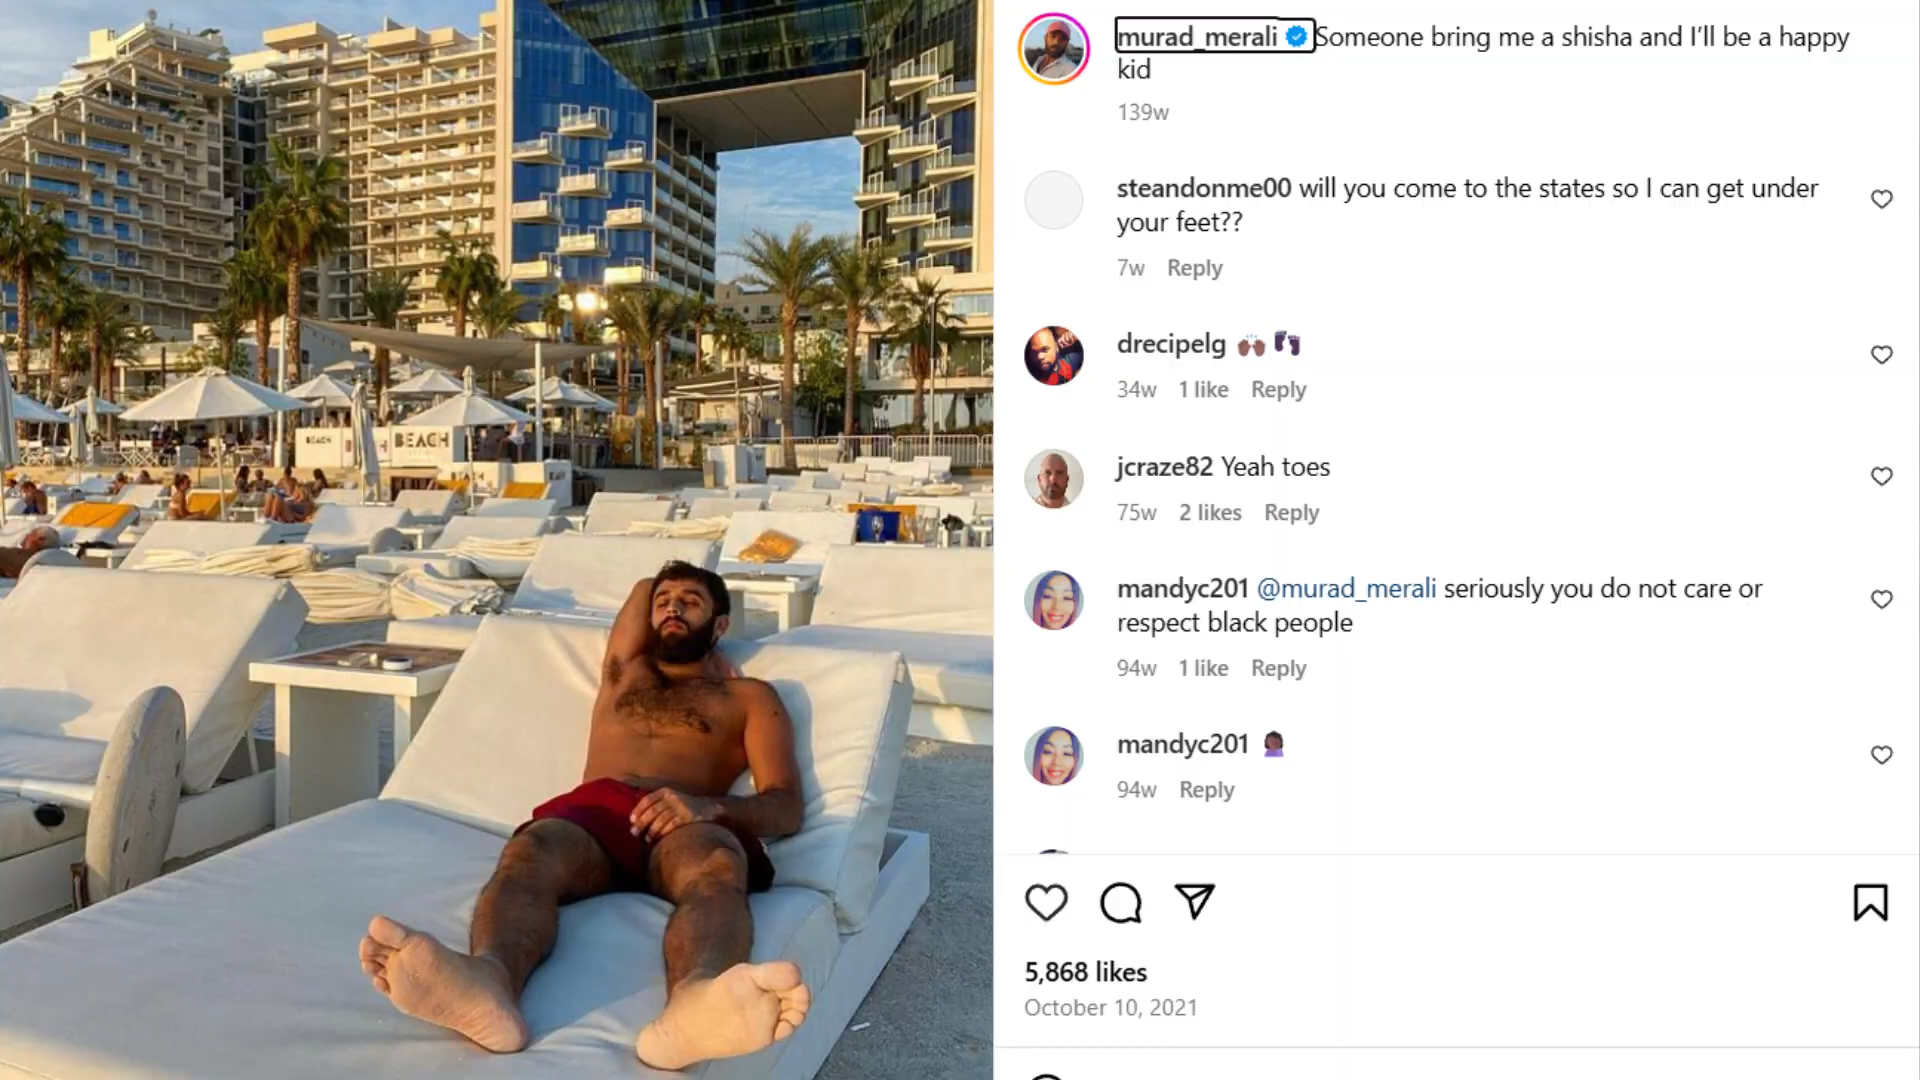 BEACH
BEACH
murad_merali Someone bring me a shisha and I'll be a happy
kid
139w
steandonme00 will you come to the states so I can get under
your feet??
7w Reply
drecipelg 🙌🏾👣
34w 1 like Reply
jcraze82 Yeah toes
75w 2 likes Reply
mandyc201 @murad_merali seriously you do not care or
respect black people
94w 1 like Reply
mandyc201 🤦🏿‍♀️
94w Reply
5,868 likes
October 10, 2021